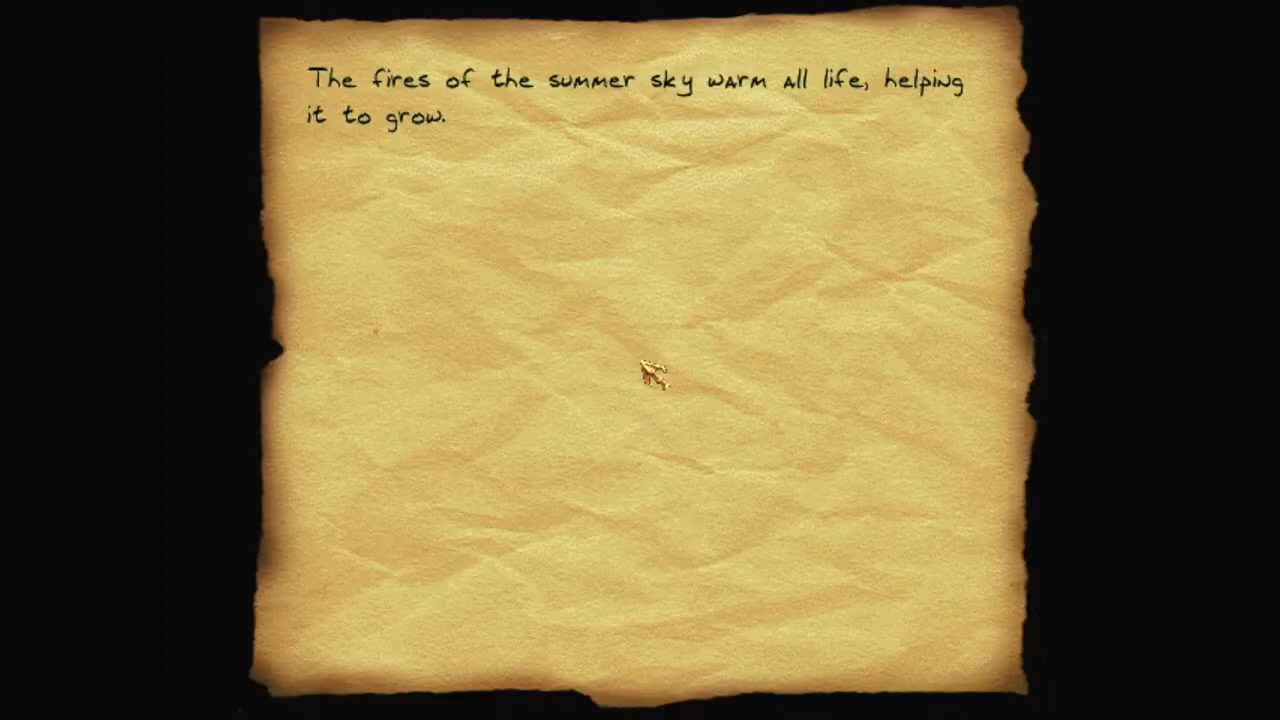 The fires of the summer sky warm all life, helping
it to grow.